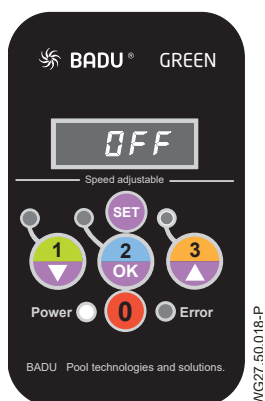 BADU® GREEN
OFF
Speed adjustable
SET
1 2 3
OK
Power 0 Error
BADU Pool technologies and solutions.
WG27.50.018-P